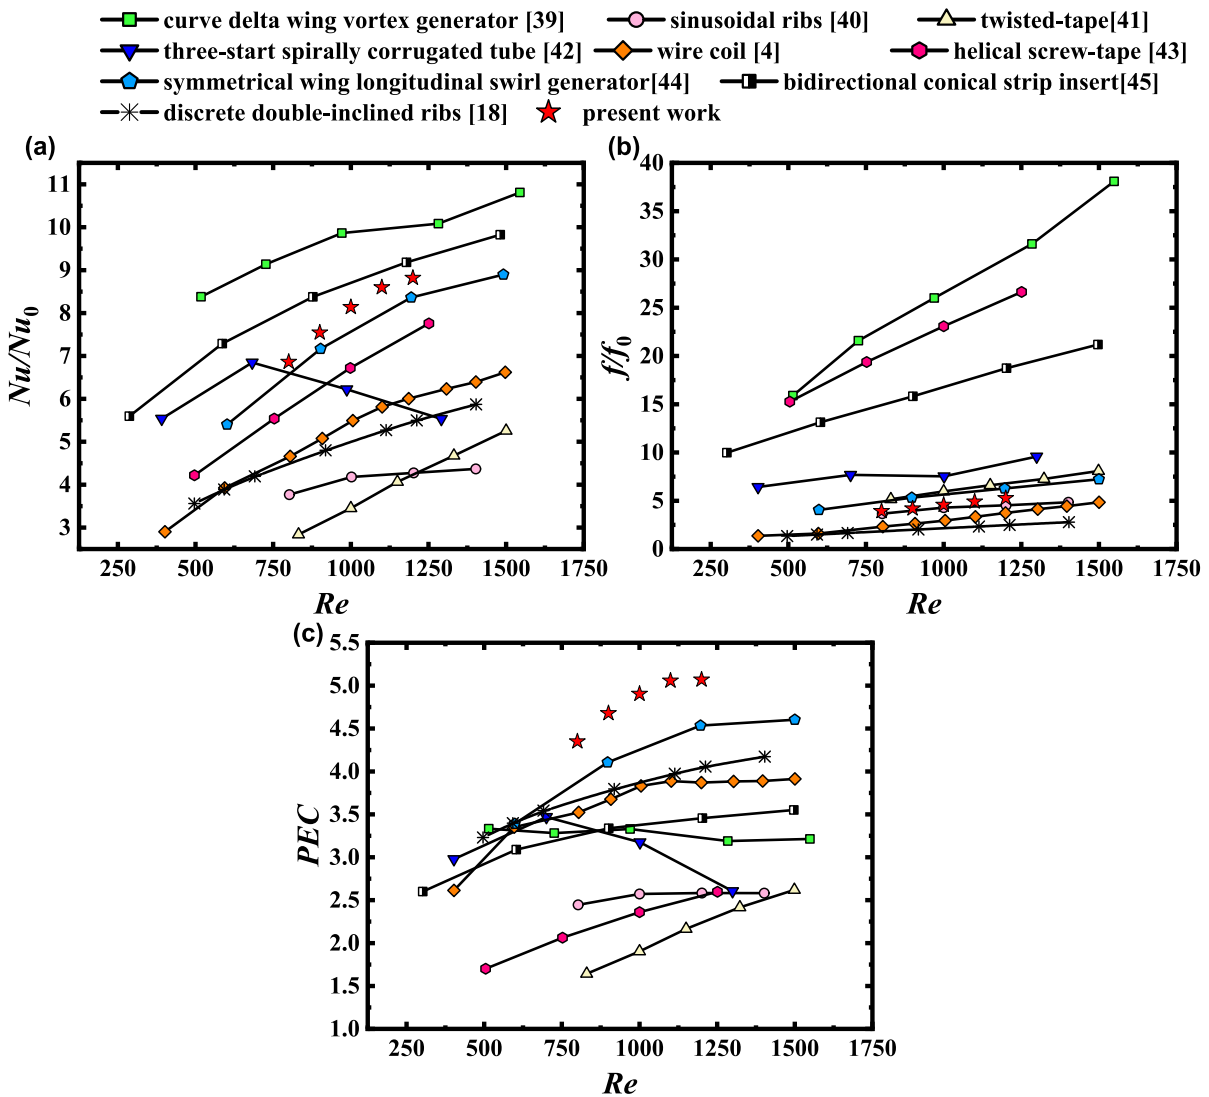 curve delta wing vortex generator [39] sinusoidal ribs [40] twisted-tape[41]
three-start spirally corrugated tube [42] wire coil [4] helical screw-tape [43]
symmetrical wing longitudinal swirl generator[44] bidirectional conical strip insert[45]
discrete double-inclined ribs [18] present work
(a)
11
10
9
8
7
6
5
4
3
Nu/Nu0
250 500 750 1000 1250 1500 1750
Re
(b)
40
35
30
25
20
15
10
5
0
f/f0
250 500 750 1000 1250 1500 1750
Re
(c)
5.5
5.0
4.5
4.0
3.5
3.0
2.5
2.0
1.5
1.0
PEC
250 500 750 1000 1250 1500 1750
Re